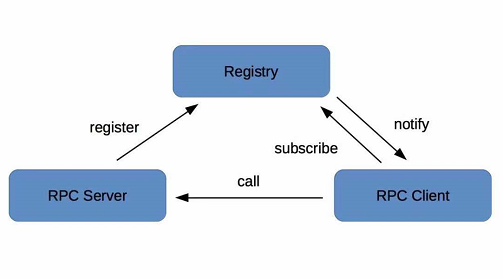 Registry
register
notify
subscribe
call
RPC Server
RPC Client